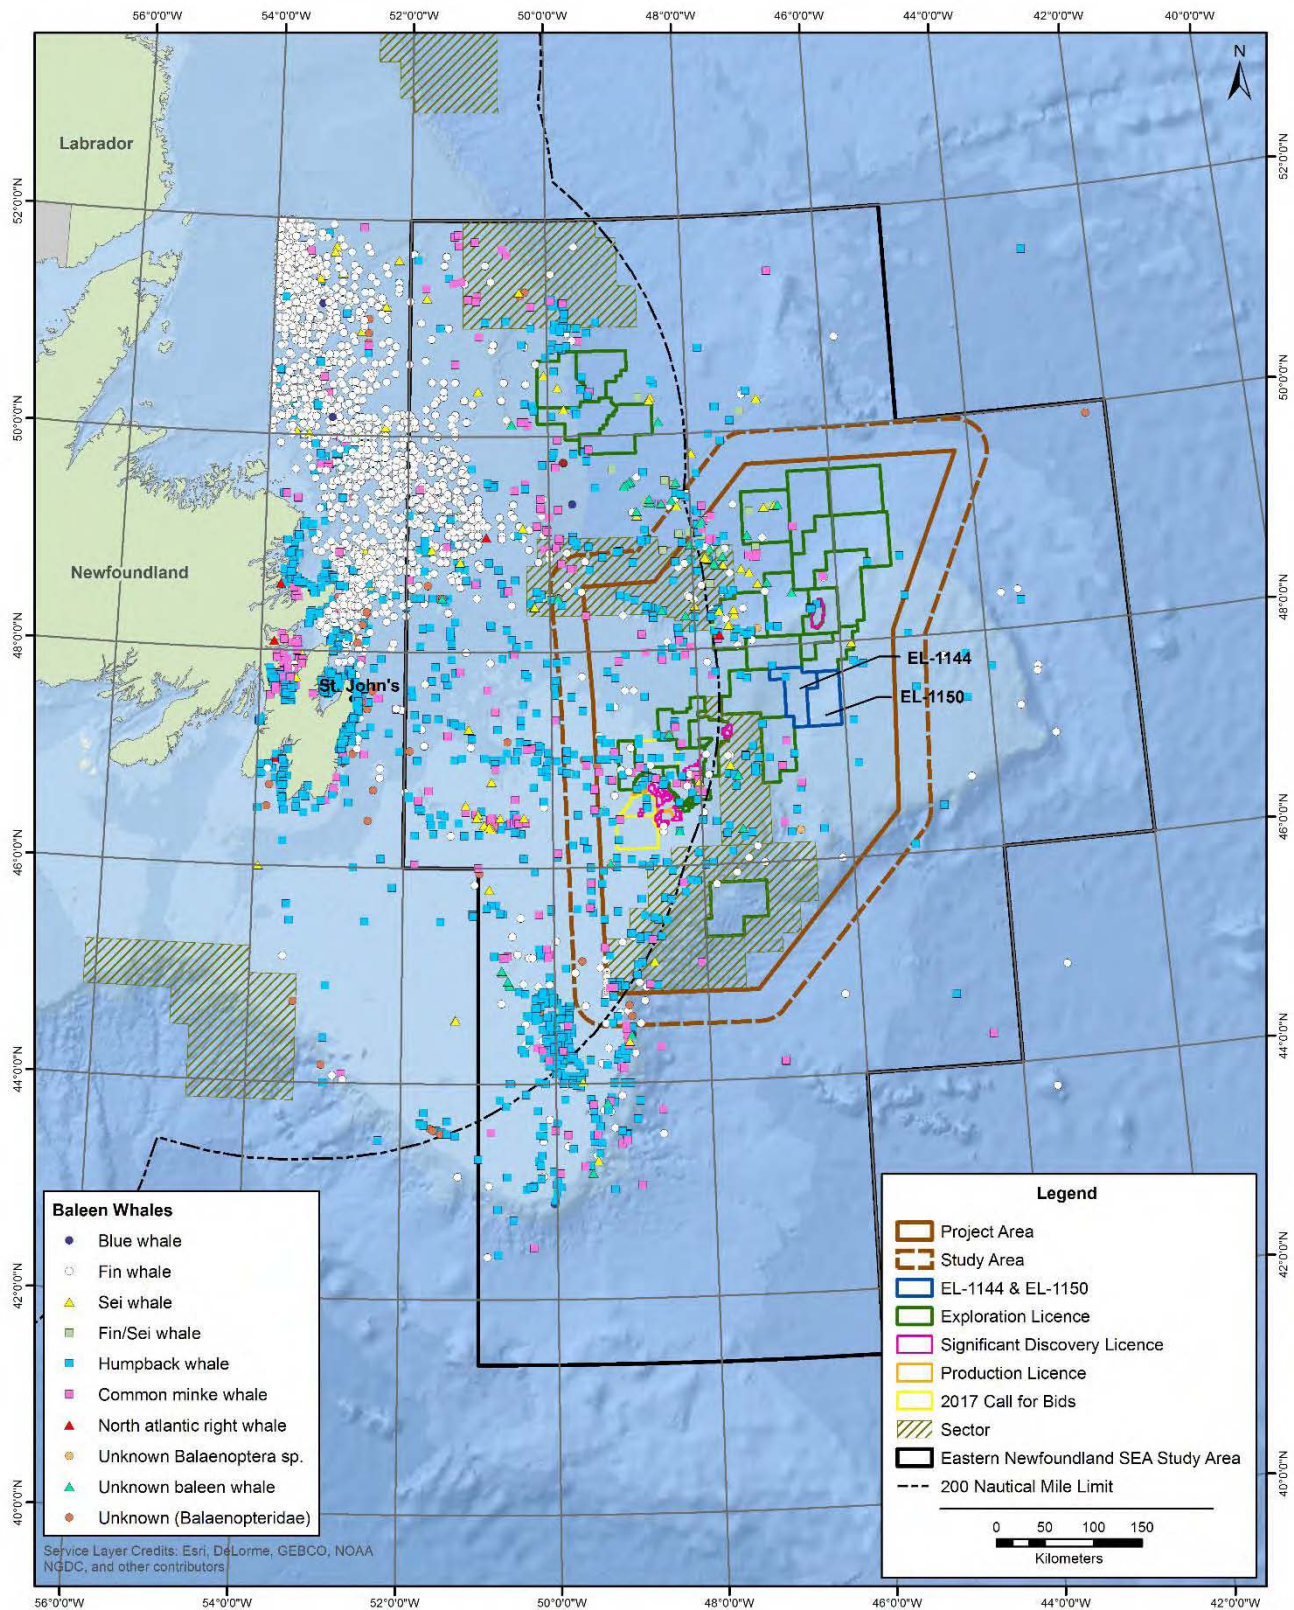 56°0'0"W
54°0'0"W
52°0'0"W
50°0'0"W
48°0'0"W
46°0'0"W
44°0'0"W
42°0'0"W
40°0'0"W
N
Labrador
52°0'0"N
52°0'0"N
50°0'0"N
50°0'0"N
Newfoundland
48°0'0"N
48°0'0"N
EL-1144
St. John's
EL-1150
46°0'0"N
46°0'0"N
44°0'0"N
44°0'0"N
42°0'0"N
42°0'0"N
40°0'0"N
40°0'0"N
Baleen Whales
Blue whale
Fin whale
Sei whale
Fin/Sei whale
Humpback whale
Common minke whale
North atlantic right whale
Unknown Balaenoptera sp.
Unknown baleen whale
Unknown (Balaenopteridae)
Service Layer Credits: Esri, DeLorme, GEBCO, NOAA
NGDC, and other contributors
Legend
Project Area
Study Area
EL-1144 & EL-1150
Exploration Licence
Significant Discovery Licence
Production Licence
2017 Call for Bids
Sector
Eastern Newfoundland SEA Study Area
200 Nautical Mile Limit
0 50 100 150
Kilometers
56°0'0"W
54°0'0"W
52°0'0"W
50°0'0"W
48°0'0"W
46°0'0"W
44°0'0"W
42°0'0"W